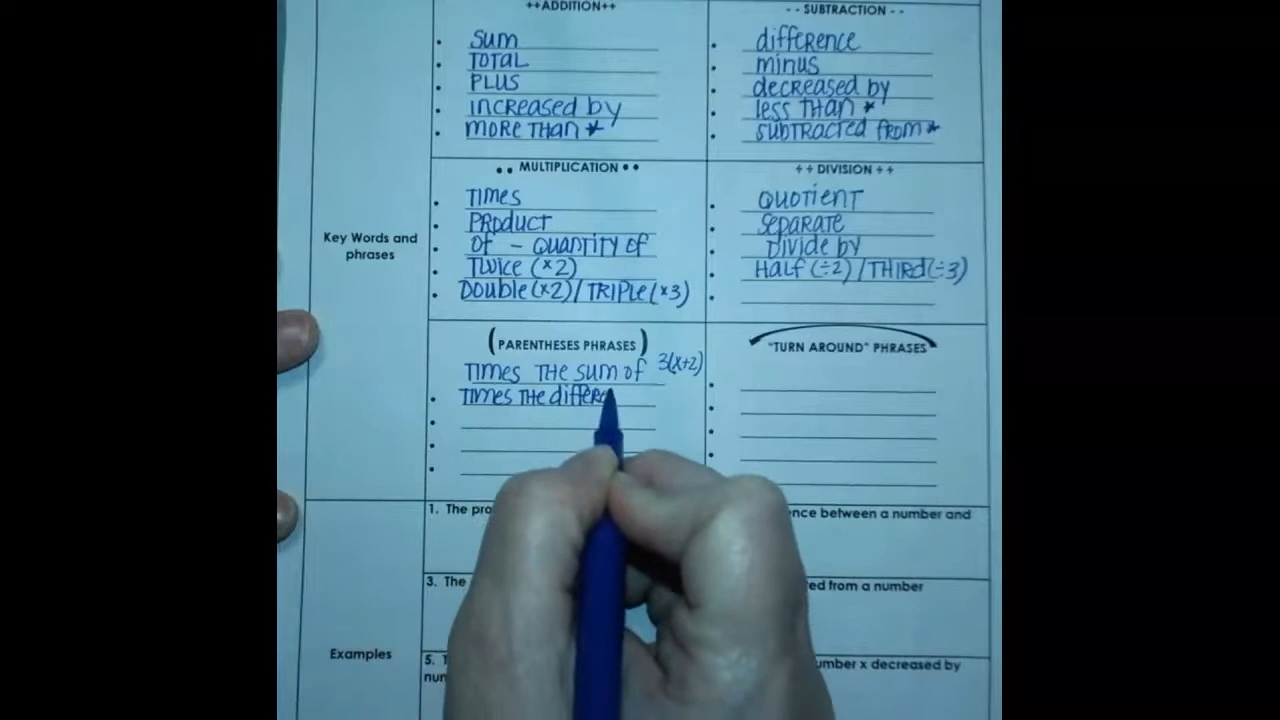 ++ADDITION++
SUM
TOTAL
PLUS
increased by
MORE THAN *
- - SUBTRACTION - -
difference
minus
decreased by
less THAN *
SUBTRACTED FROM *
•• MULTIPLICATION ••
TIMES
PRODUCT
OF – QUANTITY OF
TWICE (×2)
DOUBLE (×2) / TRIPLE (×3)
++ DIVISION ++
QUOTIENT
SEPARATE
DIVIDE by
HALF (÷2) / THIRD (÷3)
Key Words and
phrases
(PARENTHESES PHRASES)
TIMES THE SUM OF 3(x+2)
TIMES THE
"TURN AROUND" PHRASES
Examples
1. The
between a number and
3. The
from a number
5.
x decreased by